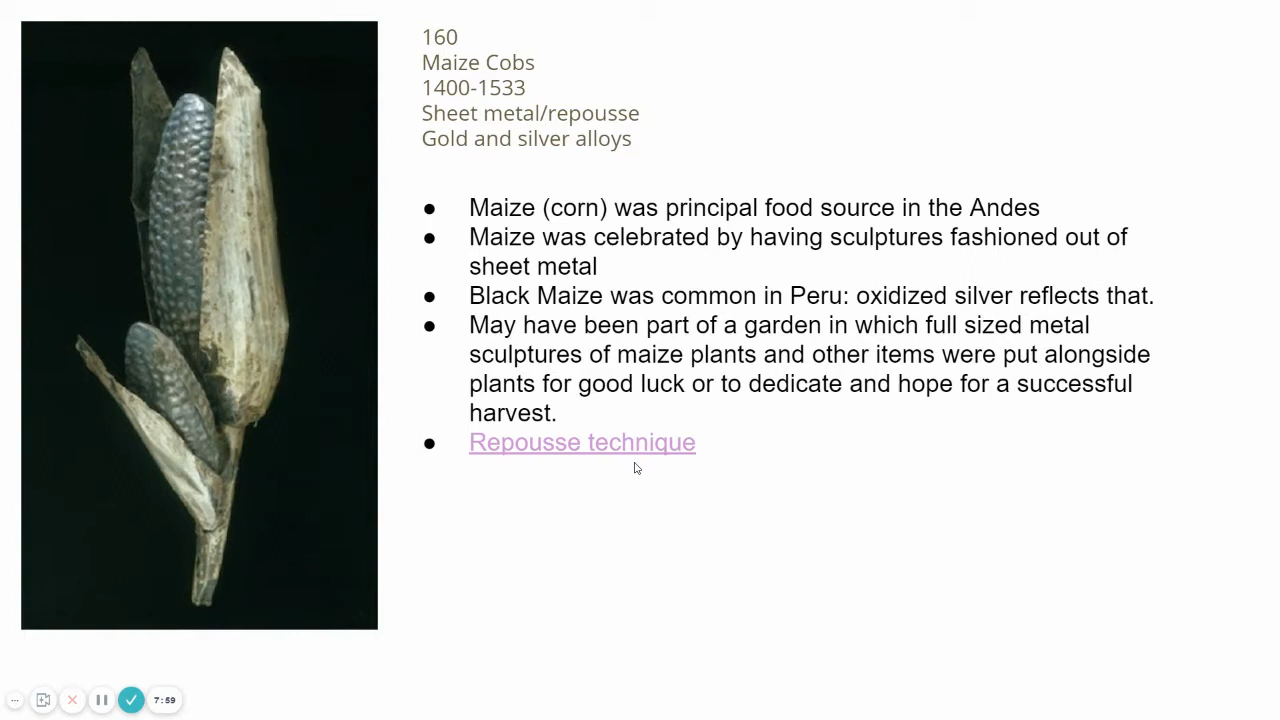 160
Maize Cobs
1400-1533
Sheet metal/repousse
Gold and silver alloys
● Maize (corn) was principal food source in the Andes
● Maize was celebrated by having sculptures fashioned out of
sheet metal
● Black Maize was common in Peru: oxidized silver reflects that.
● May have been part of a garden in which full sized metal
sculptures of maize plants and other items were put alongside
plants for good luck or to dedicate and hope for a successful
harvest.
● Repousse technique
7:59